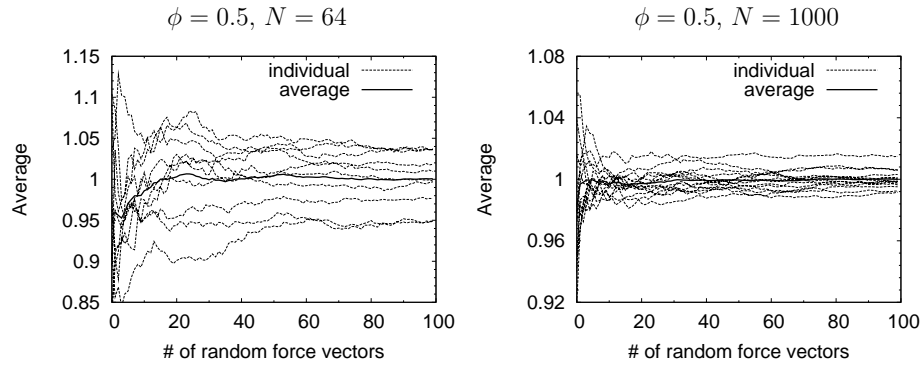 ϕ = 0.5, N = 64
1.15
1.1
1.05
1
0.95
0.9
0.85
Average
individual
average
0 20 40 60 80 100
# of random force vectors
ϕ = 0.5, N = 1000
1.08
1.04
1
0.96
0.92
Average
individual
average
0 20 40 60 80 100
# of random force vectors